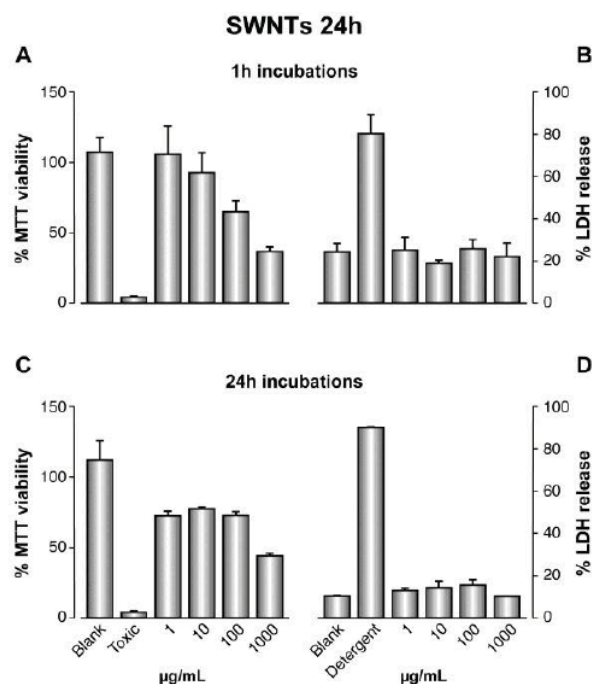 SWNTs 24h
A
B
1h incubations
% MTT viability
150
100
50
0
100
80
60
40
20
0
% LDH release
C
D
24h incubations
% MTT viability
150
100
50
0
100
80
60
40
20
10
0
% LDH release
Blank
Toxic
1
10
100
1000
Blank
Detergent
1
10
100
1000
µg/mL
µg/mL